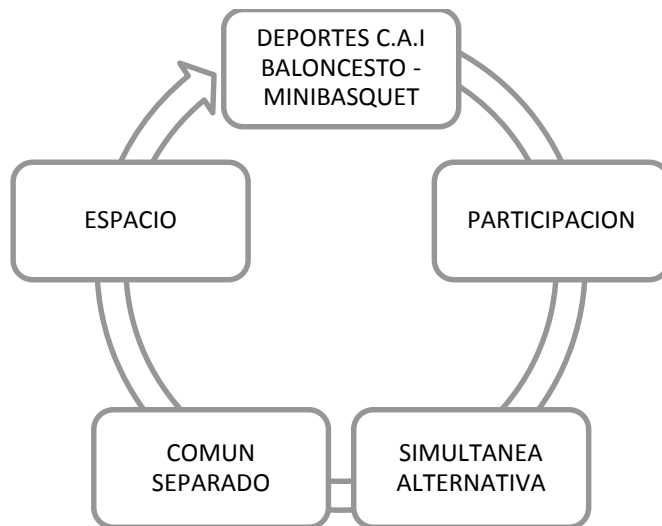 DEPORTES C.A.I
BALONCESTO -
MINIBASQUET
ESPACIO
PARTICIPACION
COMUN
SEPARADO
SIMULTANEA
ALTERNATIVA